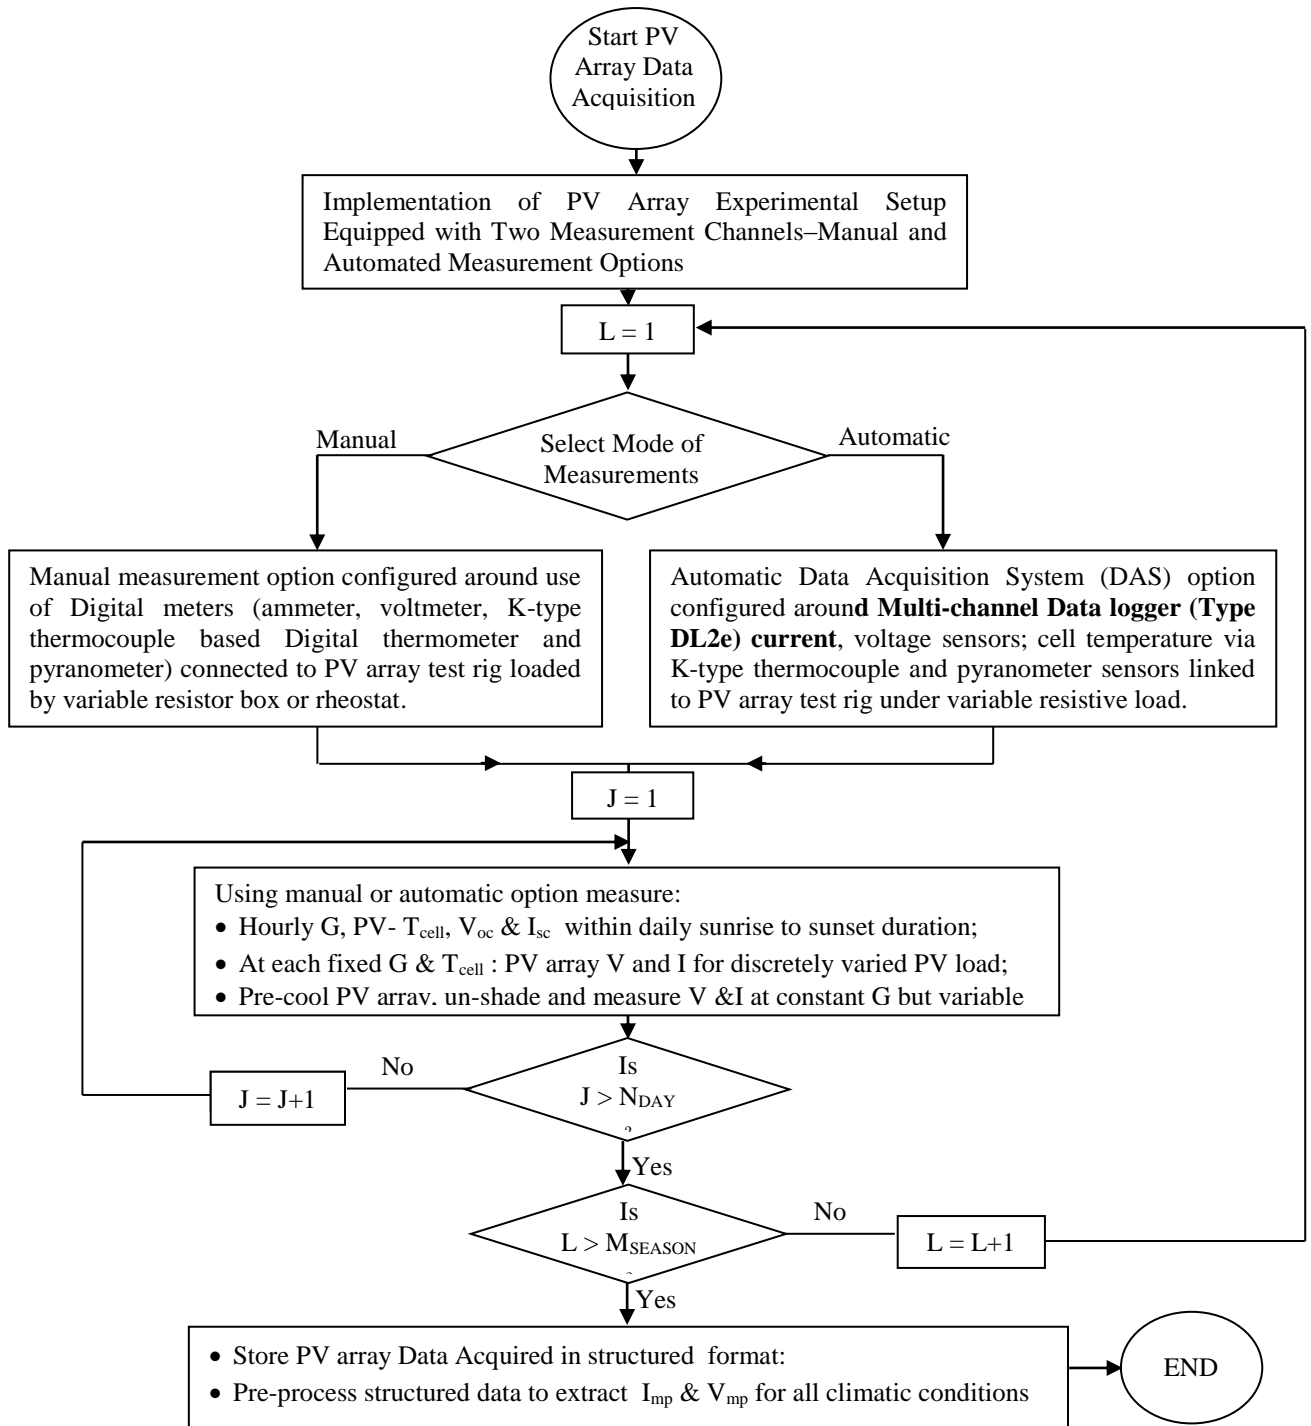 Start PV
Array Data
Acquisition
Implementation of PV Array Experimental Setup
Equipped with Two Measurement Channels–Manual and
Automated Measurement Options
L = 1
Manual
Select Mode of
Measurements
Automatic
Manual measurement option configured around use
of Digital meters (ammeter, voltmeter, K-type
thermocouple based Digital thermometer and
pyranometer) connected to PV array test rig loaded
by variable resistor box or rheostat.
Automatic Data Acquisition System (DAS) option
configured around Multi-channel Data logger (Type
DL2e) current, voltage sensors; cell temperature via
K-type thermocouple and pyranometer sensors linked
to PV array test rig under variable resistive load.
J = 1
Using manual or automatic option measure:
• Hourly G, PV- Tcell, Voc & Isc within daily sunrise to sunset duration;
• At each fixed G & Tcell : PV array V and I for discretely varied PV load;
• Pre-cool PV array, un-shade and measure V &I at constant G but variable
No
Is
J > NDAY
?
J = J+1
Yes
Is
L > MSEASON
No
L = L+1
Yes
• Store PV array Data Acquired in structured format:
• Pre-process structured data to extract Imp & Vmp for all climatic conditions
END